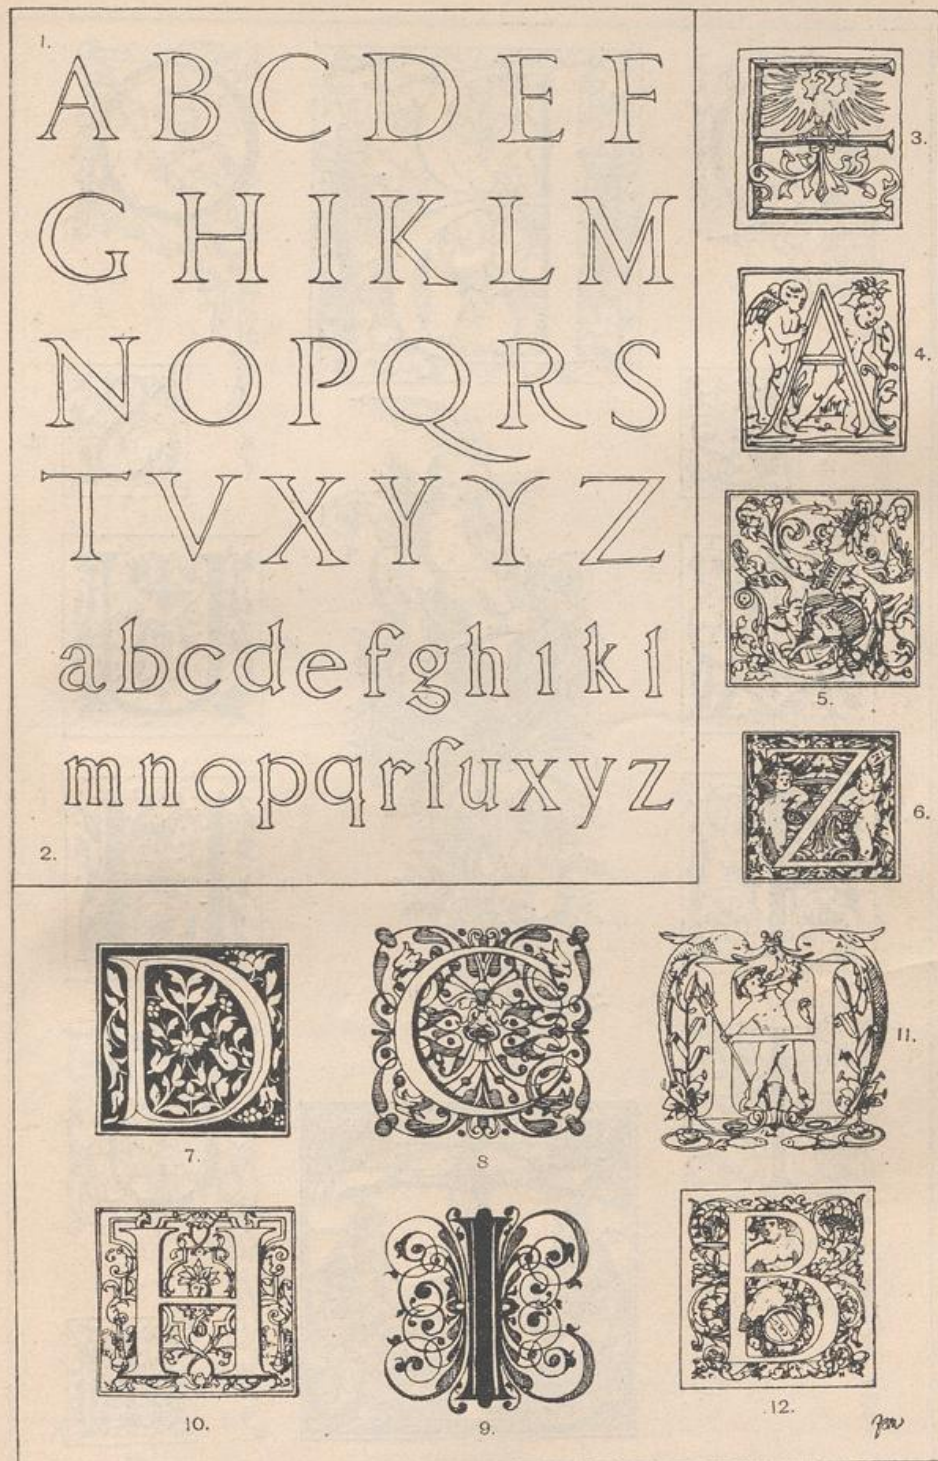 1.
A B C D E F
G H I K L M
N O P Q R S
T V X Y Y Z
a b c d e f g h ı k l
m n o p q r ſ u x y z
2.
E
3.
A
4.
S
5.
Z
6.
D
7.
C
8
H
11.
H
10.
I
9.
B
12.